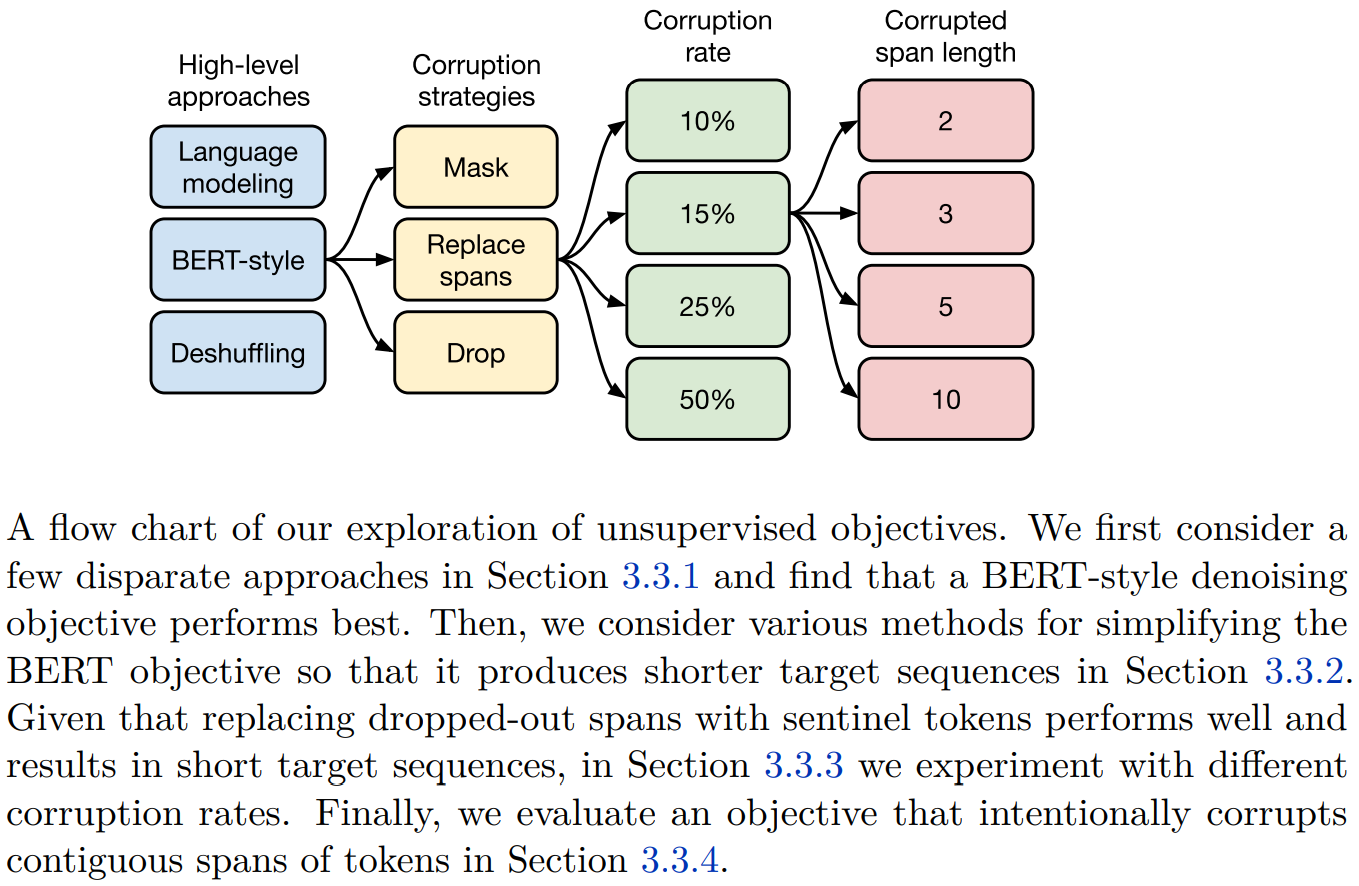 High-level
approaches
Language
modeling
BERT-style
Deshuffling
Corruption
strategies
Mask
Replace
spans
Drop
Corruption
rate
10%
15%
25%
50%
Corrupted
span length
2
3
5
10
A flow chart of our exploration of unsupervised objectives. We first consider a
few disparate approaches in Section 3.3.1 and find that a BERT-style denoising
objective performs best. Then, we consider various methods for simplifying the
BERT objective so that it produces shorter target sequences in Section 3.3.2.
Given that replacing dropped-out spans with sentinel tokens performs well and
results in short target sequences, in Section 3.3.3 we experiment with different
corruption rates. Finally, we evaluate an objective that intentionally corrupts
contiguous spans of tokens in Section 3.3.4.